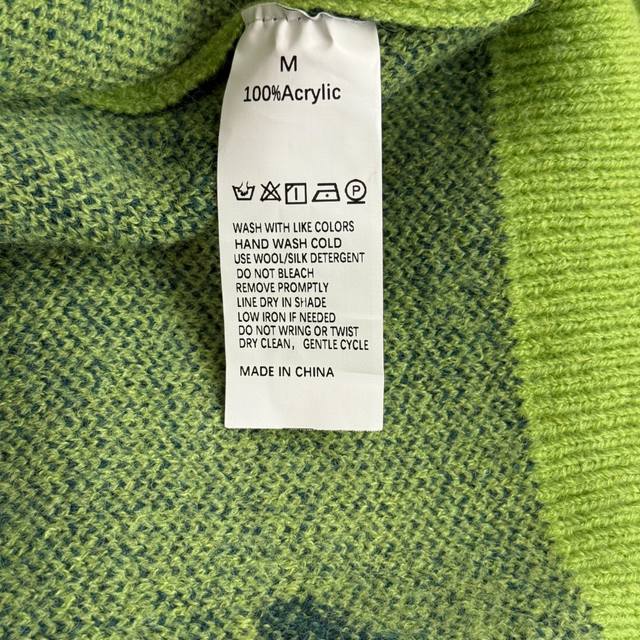 M
100%Acrylic
P
WASH WITH LIKE COLORS
HAND WASH COLD
USE WOOL/SILK DETERGENT
DO NOT BLEACH
REMOVE PROMPTLY
LINE DRY IN SHADE
LOW IRON IF NEEDED
DO NOT WRING OR TWIST
DRY CLEAN, GENTLE CYCLE
MADE IN CHINA